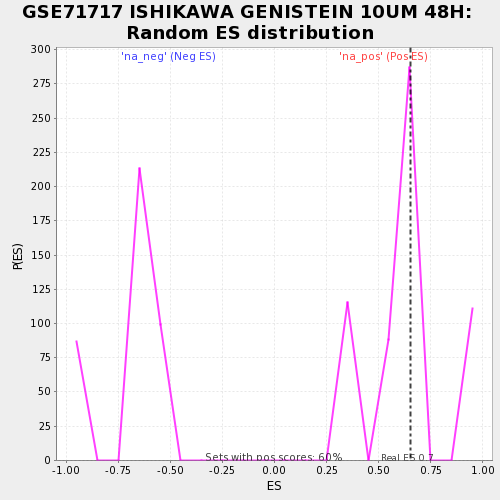 GSE71717 ISHIKAWA GENISTEIN 10UM 48H:
Random ES distribution
'na_neg' (Neg ES) 'na_pos' (Pos ES)
300
275
250
225
200
175
150
125
100
75
50
25
0
P(ES)
Sets with pos scores: 60%
Real ES 0.7
-1.00 -0.75 -0.50 -0.25 0.00 0.25 0.50 0.75 1.00
ES